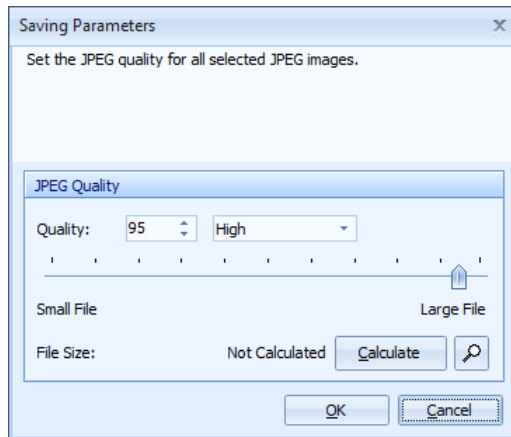 Saving Parameters
Set the JPEG quality for all selected JPEG images.
JPEG Quality
Quality: 95 High
Small File Large File
File Size: Not Calculated Calculate
OK Cancel